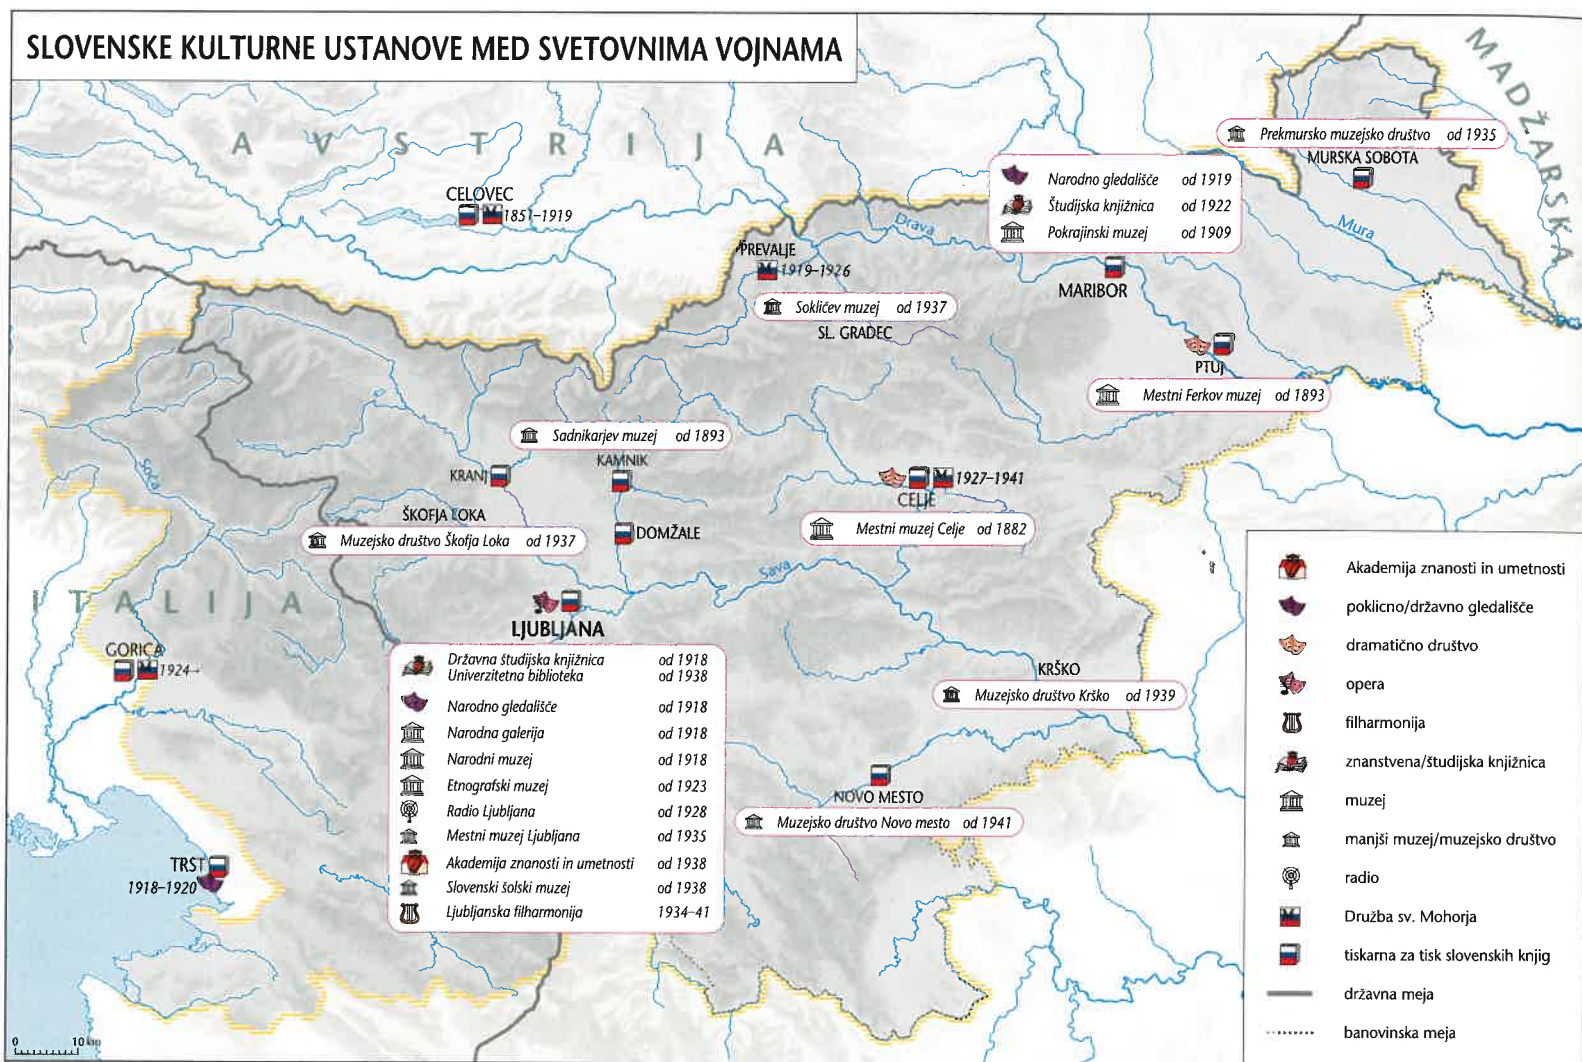 SLOVENSKE KULTURNE USTANOVE MED SVETOVNIMA VOJNAMA
AVSTRIJA
MADŽARSKA
ITALIJA
Prekmursko muzejsko društvo od 1935
MURSKA SOBOTA
Narodno gledališče od 1919
Študijska knjižnica od 1922
Pokrajinski muzej od 1909
MARIBOR
Drava
Mura
CELOVEC
1851–1919
PREVALJE
1919–1926
Sokličev muzej od 1937
SL. GRADEC
PTUJ
Mestni Ferkov muzej od 1893
Sadnikarjev muzej od 1893
KAMNIK
KRANJ
Soča
ŠKOFJA LOKA
Muzejsko društvo Škofja Loka od 1937
DOMŽALE
1927–1941
CELJE
Mestni muzej Celje od 1882
Sava
LJUBLJANA
Državna študijska knjižnica od 1918
Univerzitetna biblioteka od 1938
Narodno gledališče od 1918
Narodna galerija od 1918
Narodni muzej od 1918
Etnografski muzej od 1923
Radio Ljubljana od 1928
Mestni muzej Ljubljana od 1935
Akademija znanosti in umetnosti od 1938
Slovenski šolski muzej od 1938
Ljubljanska filharmonija 1934–41
GORICA
1924–
KRŠKO
Muzejsko društvo Krško od 1939
NOVO MESTO
Muzejsko društvo Novo mesto od 1941
TRST
1918–1920
0 10 km
Akademija znanosti in umetnosti
poklicno/državno gledališče
dramatično društvo
opera
filharmonija
znanstvena/študijska knjižnica
muzej
manjši muzej/muzejsko društvo
radio
Družba sv. Mohorja
tiskarna za tisk slovenskih knjig
državna meja
banovinska meja